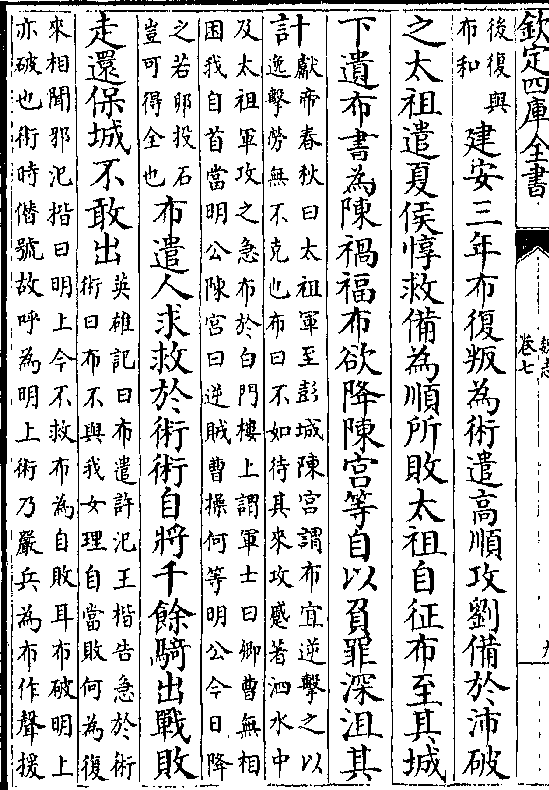 欽定四庫全書
魏志
卷七
九
後復與
布和
建安三年布復叛為術遣高順攻劉備於沛破
之太祖遣夏侯惇救備為順所敗太祖自征布至其城
下遺布書為陳禍福布欲降陳宮等自以負罪深沮其
計
獻帝春秋曰太祖軍至彭城陳宮謂布宜逆擊之以
逸擊勞無不克也布曰不如待其來攻蹙著泗水中
及太祖軍攻之急布於白門樓上謂軍士曰卿曹無相
困我自首當明公陳宮曰逆賊曹操何等明公今日降
之若卵投石
豈可得全也
布遣人求救於術術自將千餘騎出戰敗
走還保城不敢出
英雄記曰布遣許汜王楷告急於術
術曰布不與我女理自當敗何為復
來相聞邪汜楷曰明上今不救布為自敗耳布破明上
亦破也術時僭號故呼為明上術乃嚴兵為布作聲援